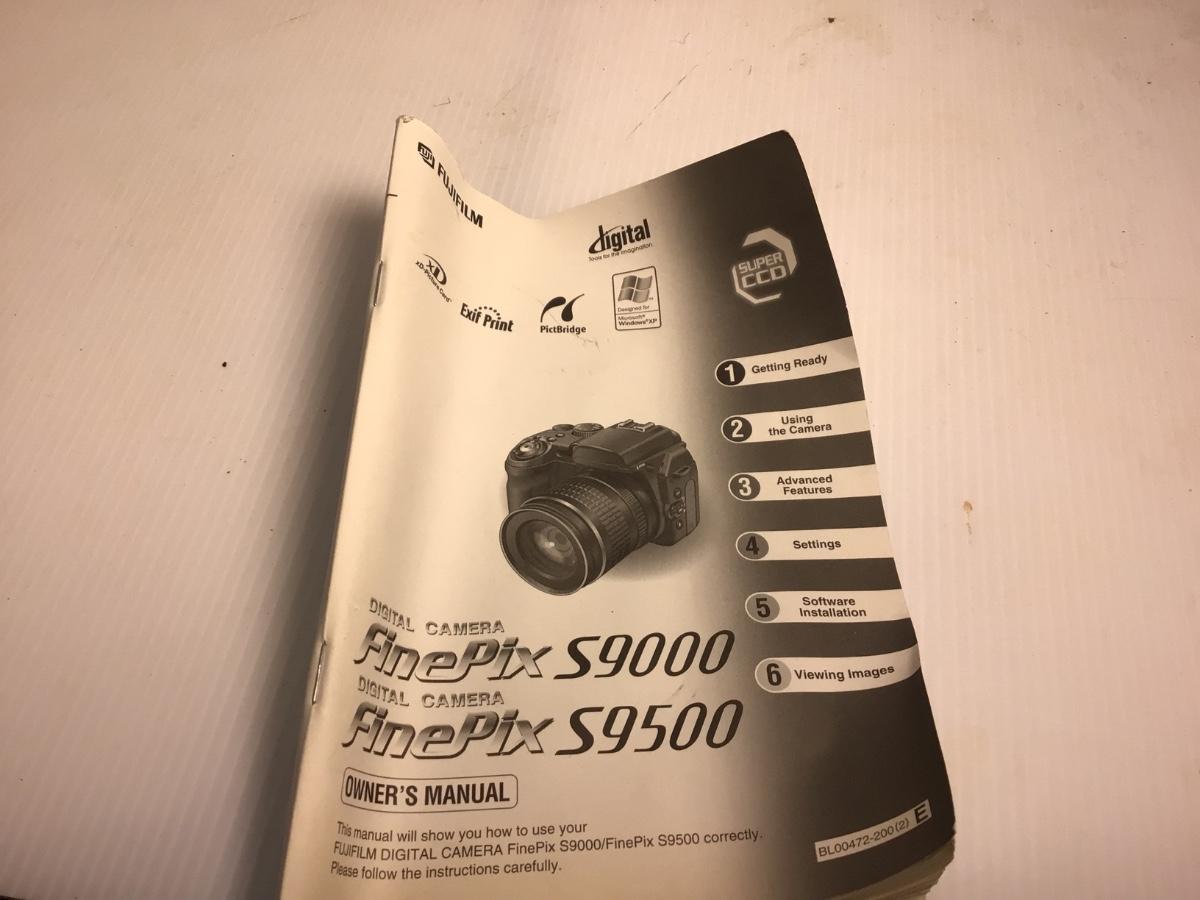 FUJI FUJIFILM
digital
Tools for the imagination.
xD
xD-Picture Card™
Exif Print
PictBridge
Designed for
Microsoft®
Windows®XP
SUPER
CCD
1 Getting Ready
2 Using
the Camera
3 Advanced
Features
4 Settings
5 Software
Installation
6 Viewing Images
DIGITAL CAMERA
FinePix S9000
DIGITAL CAMERA
FinePix S9500
OWNER'S MANUAL
This manual will show you how to use your
FUJIFILM DIGITAL CAMERA FinePix S9000/FinePix S9500 correctly.
Please follow the instructions carefully.
BL00472-200(2) E